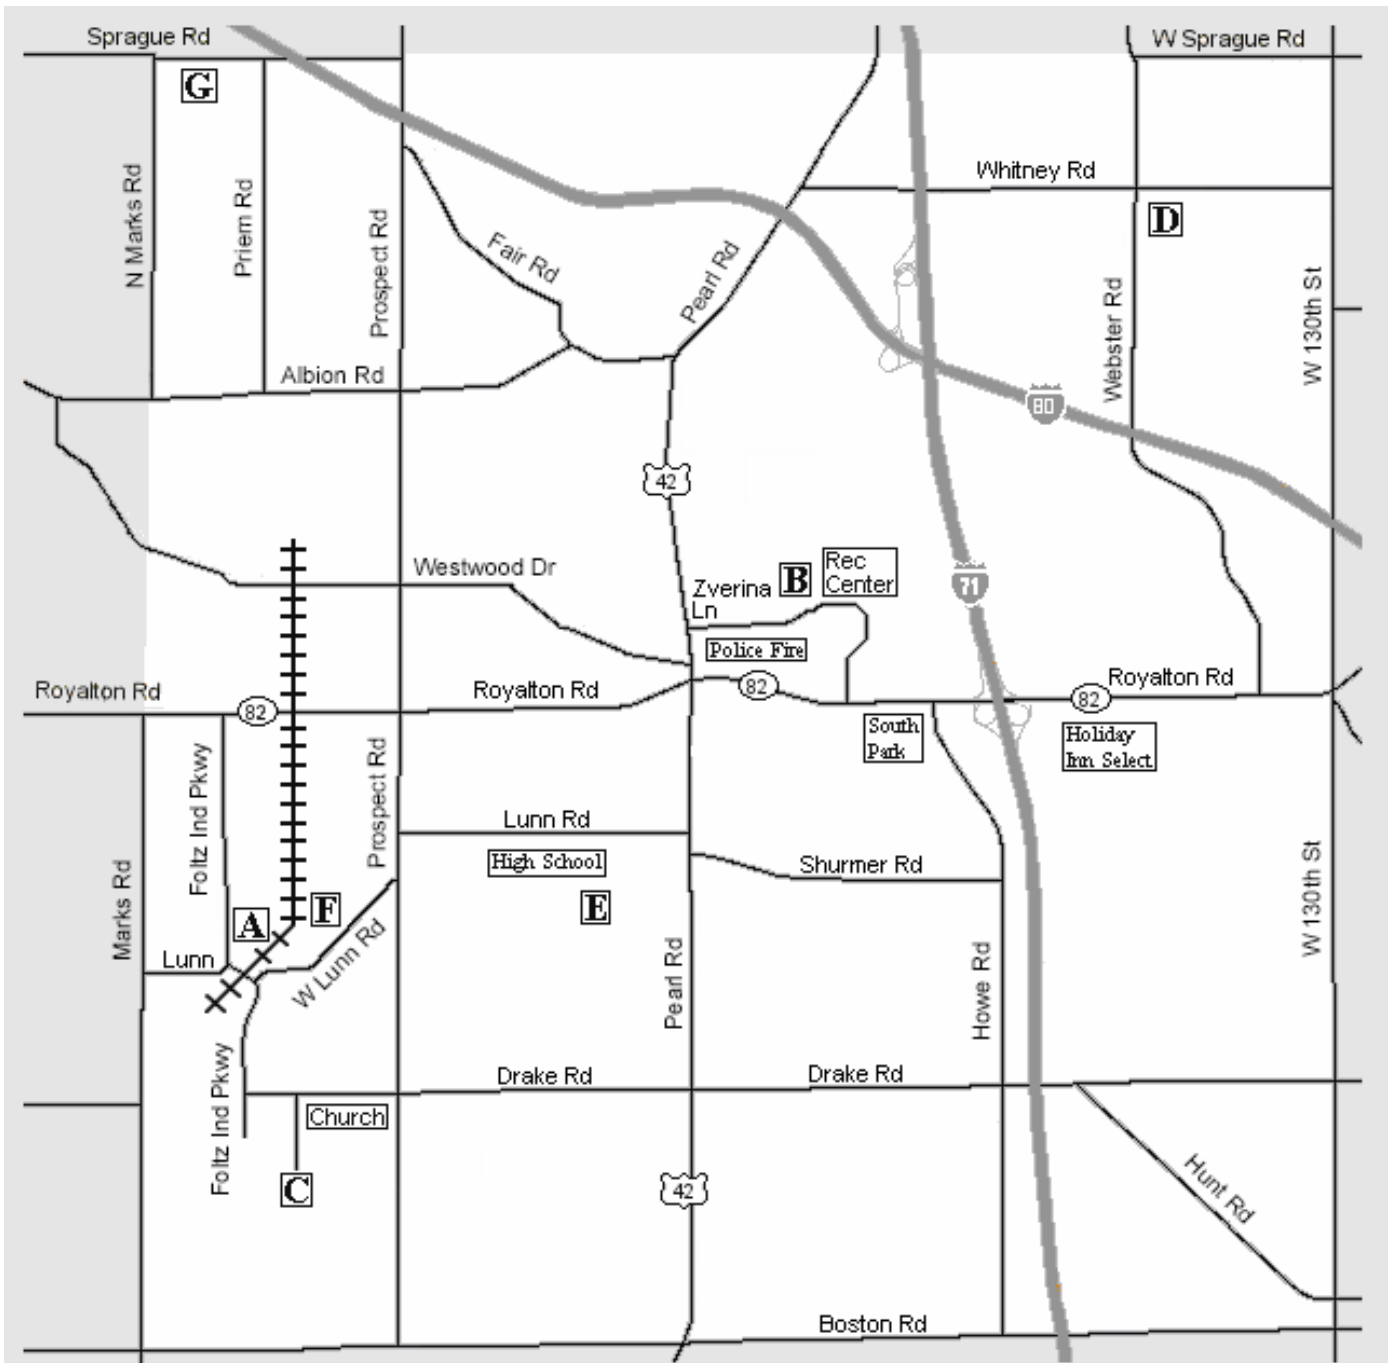 Sprague Rd
W Sprague Rd
G
Whitney Rd
D
N Marks Rd
Priem Rd
Prospect Rd
Fair Rd
Pearl Rd
Webster Rd
W 130th St
Albion Rd
80
42
Westwood Dr
Zverina
Ln
B
Rec
Center
71
Police Fire
Royalton Rd
82
Royalton Rd
82
82
Royalton Rd
South
Park
Holiday
Inn Select
Foltz Ind Pkwy
Prospect Rd
Lunn Rd
High School
Shurmer Rd
Marks Rd
A
F
E
W 130th St
Lunn
W Lunn Rd
Pearl Rd
Howe Rd
Drake Rd
Drake Rd
Foltz Ind Pkwy
Church
C
42
Hunt Rd
Boston Rd